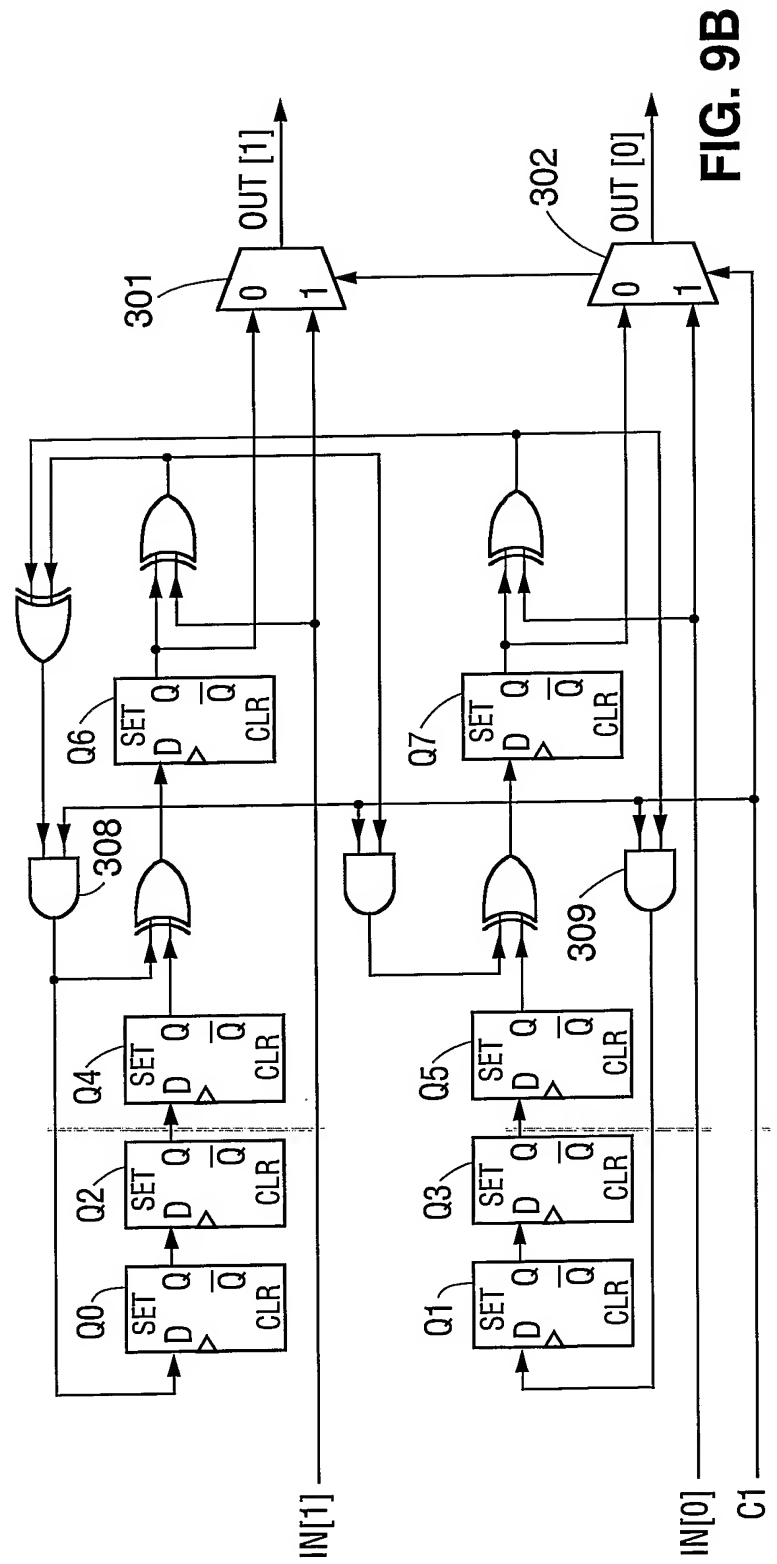 FIG. 9B
OUT [1]
301
0
1
OUT [0]
302
0
1
Q6
SET
D Q
Q
CLR
Q7
SET
D Q
Q
CLR
308
309
Q0
SET
D Q
Q
CLR
Q2
SET
D Q
Q
CLR
Q4
SET
D Q
Q
CLR
Q1
SET
D Q
Q
CLR
Q3
SET
D Q
Q
CLR
Q5
SET
D Q
Q
CLR
IN[1]
IN[0]
C1